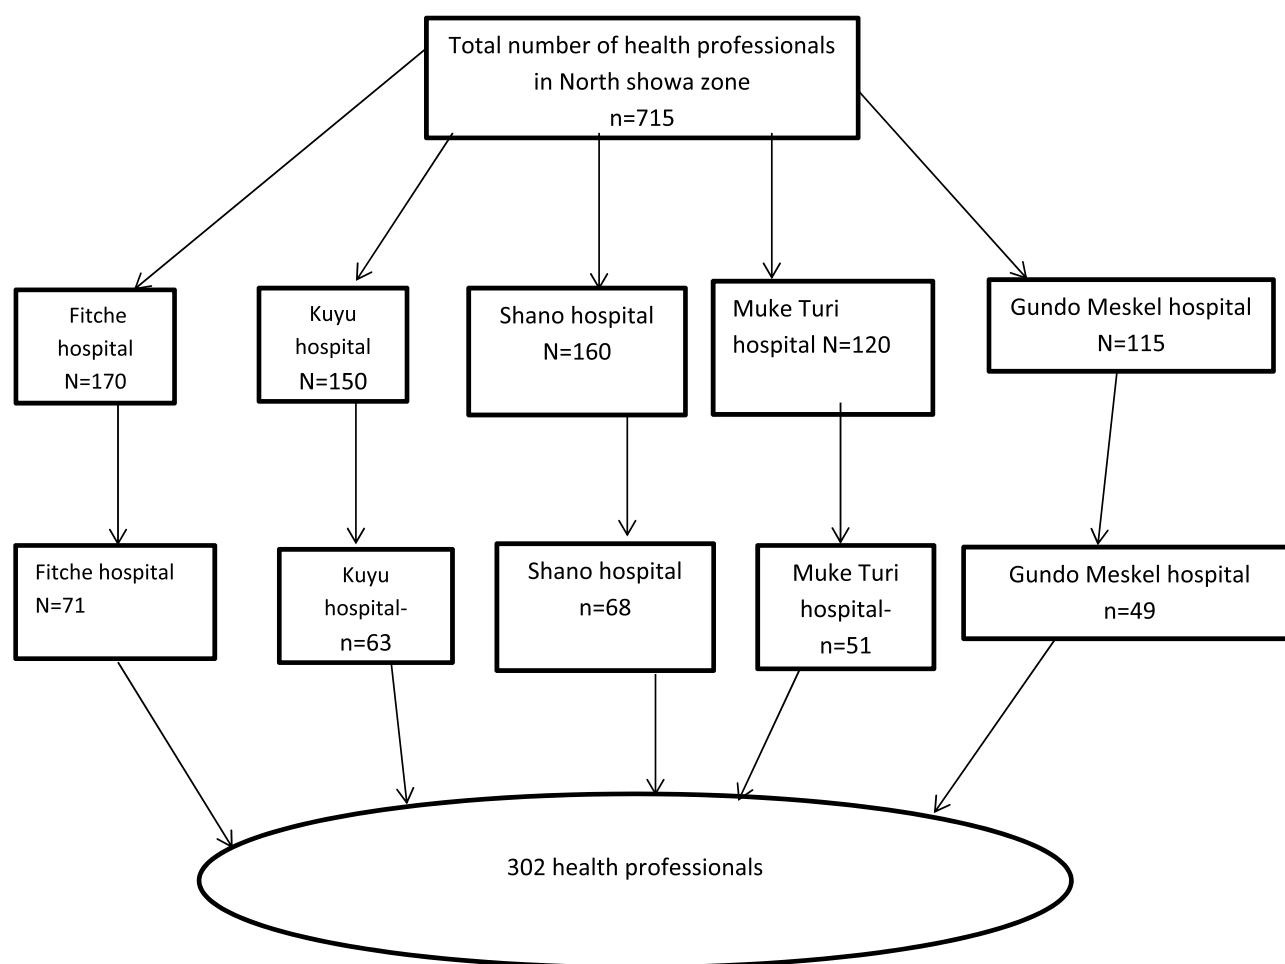 Total number of health professionals
in North showa zone
n=715
Fitche
hospital
N=170
Kuyu
hospital
N=150
Shano hospital
N=160
Muke Turi
hospital N=120
Gundo Meskel hospital
N=115
Fitche hospital
N=71
Kuyu
hospital-
n=63
Shano hospital
n=68
Muke Turi
hospital-
n=51
Gundo Meskel hospital
n=49
302 health professionals